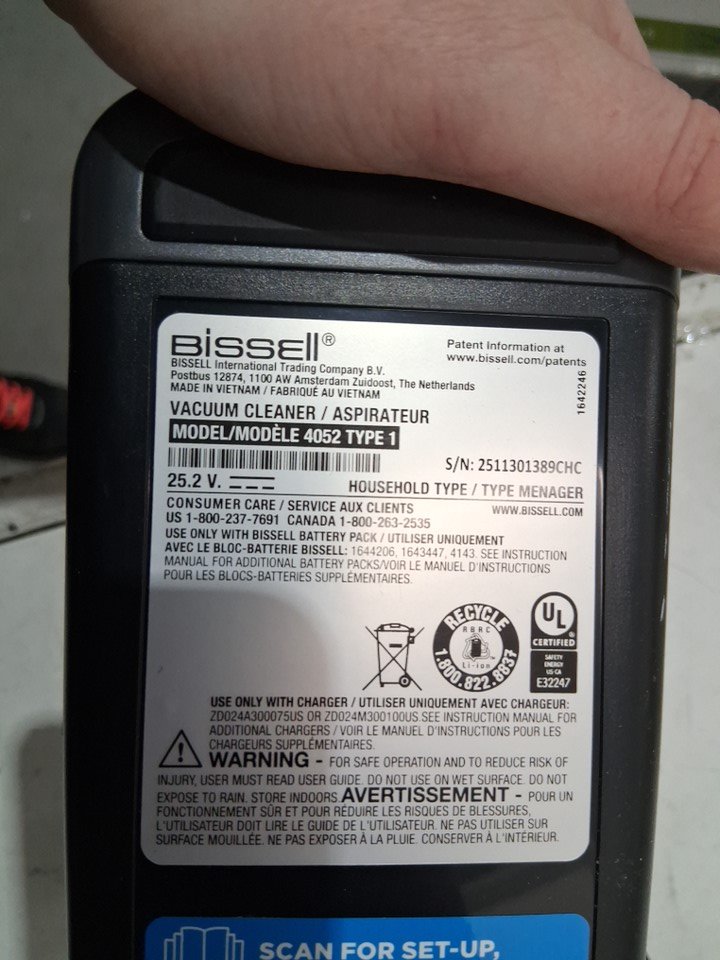 BISSELL®
Patent Information at
www.bissell.com/patents
BISSELL International Trading Company B.V.
Postbus 12874, 1100 AW Amsterdam Zuidoost, The Netherlands
MADE IN VIETNAM / FABRIQUÉ AU VIETNAM
1642246
VACUUM CLEANER / ASPIRATEUR
MODEL/MODÈLE 4052 TYPE 1
S/N: 2511301389CHC
25.2 V.
HOUSEHOLD TYPE / TYPE MENAGER
CONSUMER CARE / SERVICE AUX CLIENTS
WWW.BISSELL.COM
US 1-800-237-7691 CANADA 1-800-263-2535
USE ONLY WITH BISSELL BATTERY PACK / UTILISER UNIQUEMENT
AVEC LE BLOC-BATTERIE BISSELL: 1644206, 1643447, 4143. SEE INSTRUCTION
MANUAL FOR ADDITIONAL BATTERY PACKS/VOIR LE MANUEL D'INSTRUCTIONS
POUR LES BLOCS-BATTERIES SUPPLÉMENTAIRES.
RECYCLE
RBRC
Li-ion
1.800.822.8837
UL
®
CERTIFIED
SAFETY
ENERGY
US-CA
E32247
USE ONLY WITH CHARGER / UTILISER UNIQUEMENT AVEC CHARGEUR:
ZD024A300075US OR ZD024M300100US.SEE INSTRUCTION MANUAL FOR
ADDITIONAL CHARGERS / VOIR LE MANUEL D'INSTRUCTIONS POUR LES
CHARGEURS SUPPLÉMENTAIRES.
WARNING - FOR SAFE OPERATION AND TO REDUCE RISK OF
INJURY, USER MUST READ USER GUIDE. DO NOT USE ON WET SURFACE. DO NOT
EXPOSE TO RAIN. STORE INDOORS. AVERTISSEMENT - POUR UN
FONCTIONNEMENT SÛR ET POUR RÉDUIRE LES RISQUES DE BLESSURES,
L'UTILISATEUR DOIT LIRE LE GUIDE DE L'UTILISATEUR. NE PAS UTILISER SUR
SURFACE MOUILLÉE. NE PAS EXPOSER À LA PLUIE. CONSERVER À L'INTÉRIEUR.
SCAN FOR SET-UP,